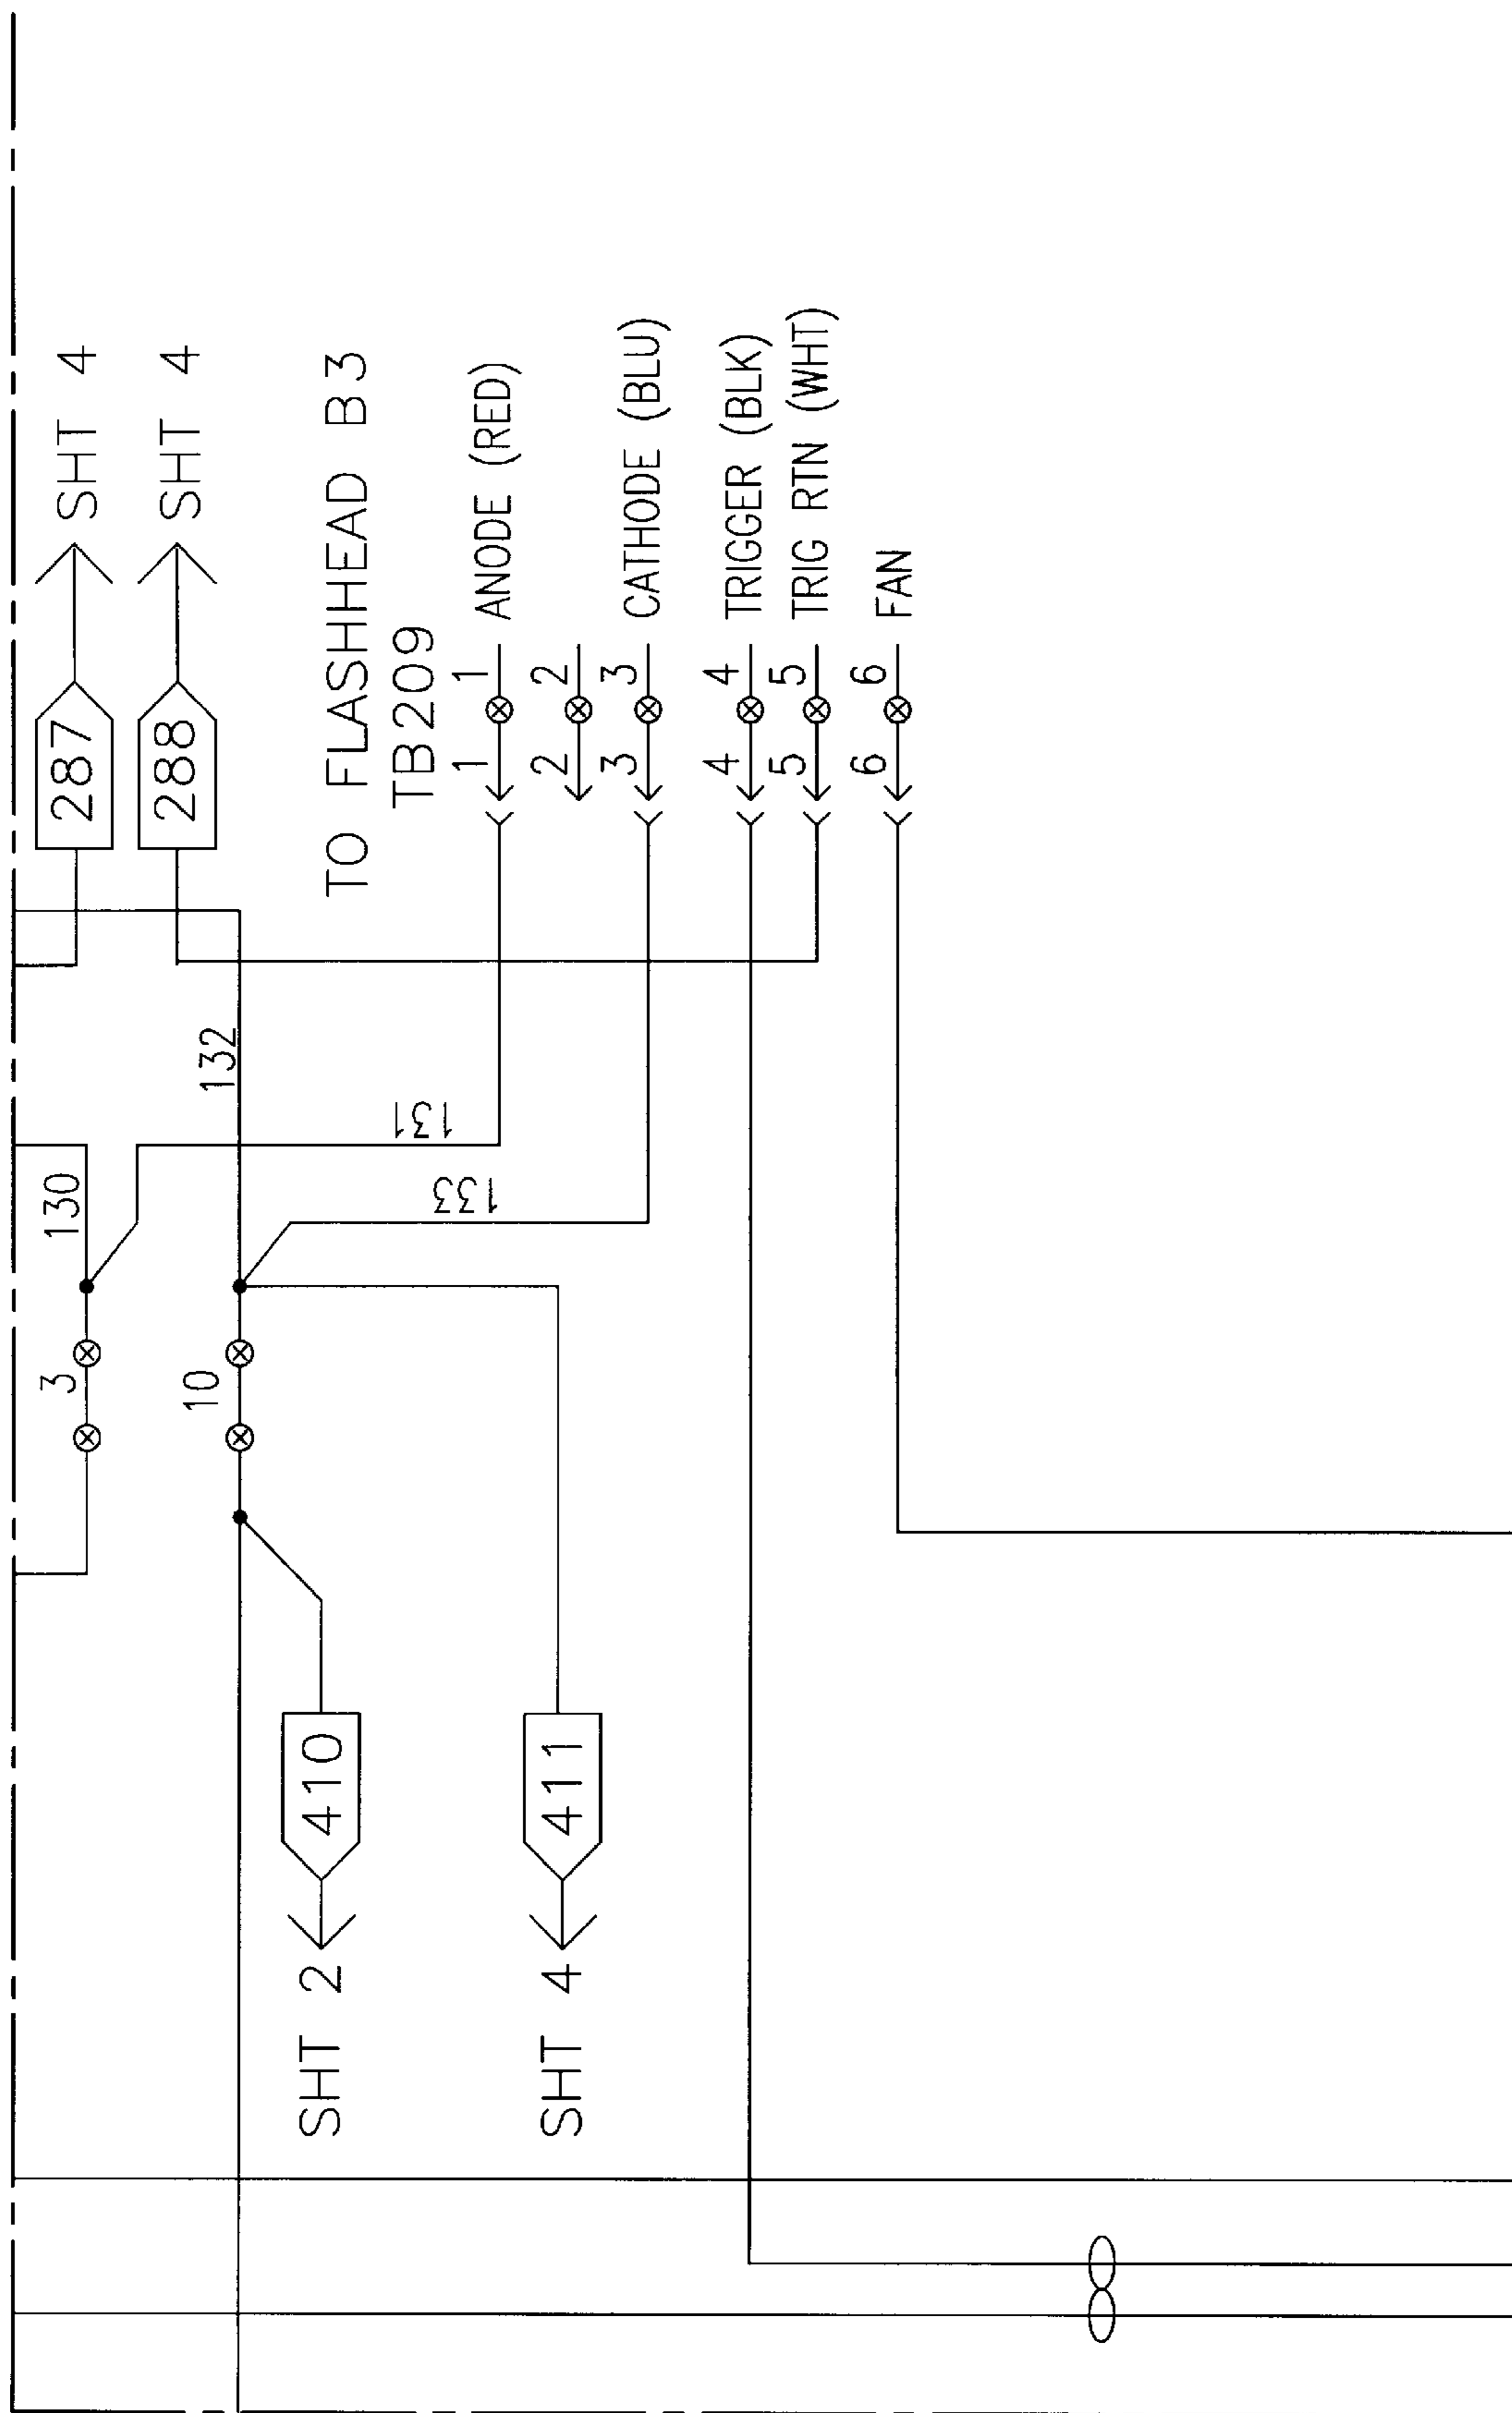 287 SHT 4
288 SHT 4
TO FLASHHEAD B3
TB209
1 1 ANODE (RED)
2 2
3 3 CATHODE (BLU)
4 4 TRIGGER (BLK)
5 5 TRIG RTN (WHT)
6 6 FAN
3 130
10 132
131
133
SHT 2 410
SHT 4 411